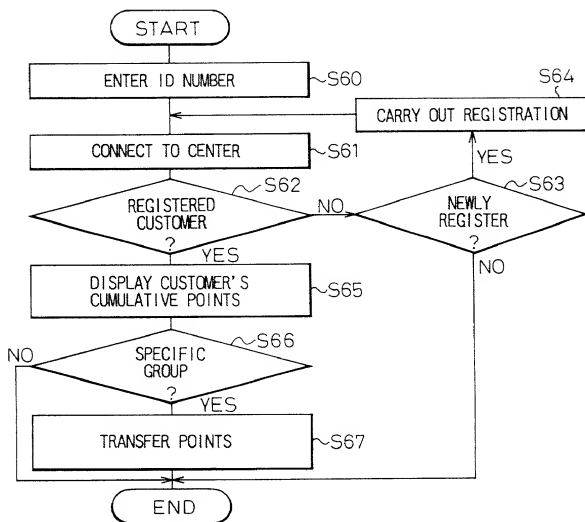 START
ENTER ID NUMBER
S60
S64
CARRY OUT REGISTRATION
CONNECT TO CENTER
S61
YES
S62
S63
REGISTERED
CUSTOMER
?
NO
NEWLY
REGISTER
?
YES
NO
DISPLAY CUSTOMER'S
CUMULATIVE POINTS
S65
S66
NO
SPECIFIC
GROUP
?
YES
TRANSFER POINTS
S67
END